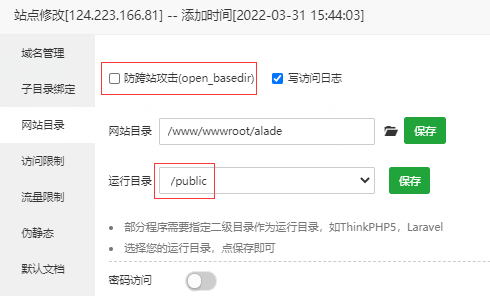 站点修改[124.223.166.81] -- 添加时间[2022-03-31 15:44:03]
域名管理
子目录绑定
网站目录
访问限制
流量限制
伪静态
默认文档
防跨站攻击(open_basedir)
写访问日志
网站目录 /www/wwwroot/alade 保存
运行目录 /public 保存
部分程序需要指定二级目录作为运行目录，如ThinkPHP5，Laravel
选择您的运行目录，点保存即可
密码访问